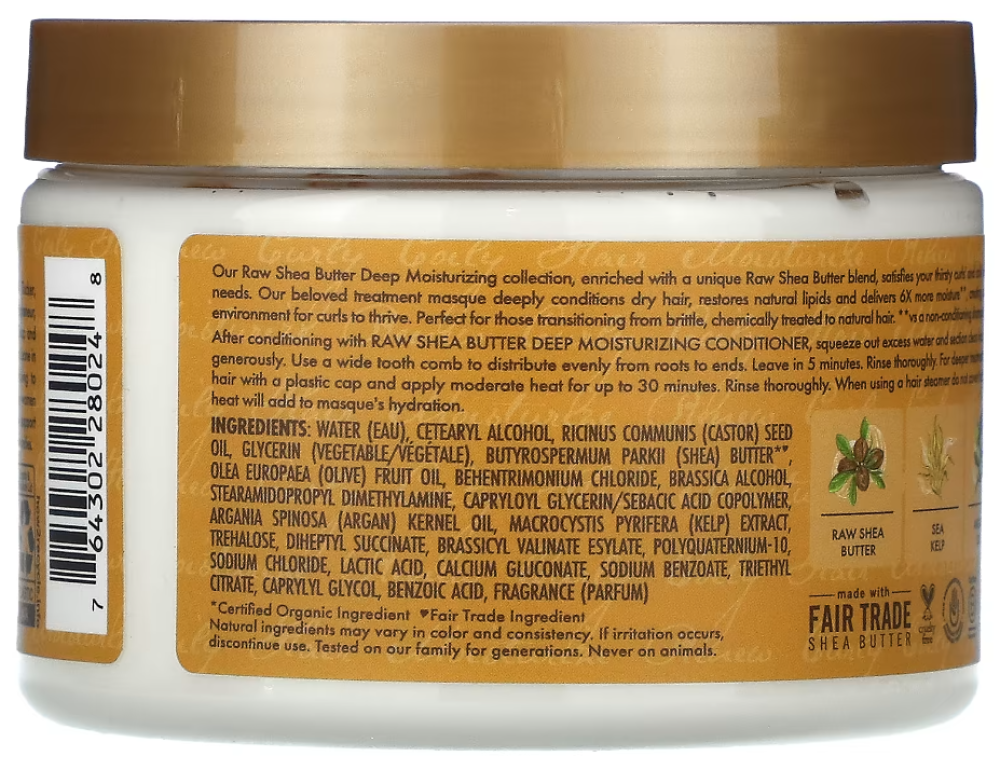 Our Raw Shea Butter Deep Moisturizing collection, enriched with a unique Raw Shea Butter blend, satisfies your thirsty curls
needs. Our beloved treatment masque deeply conditions dry hair, restores natural lipids and delivers 6X more moisture**,
environment for curls to thrive. Perfect for those transitioning from brittle, chemically treated to natural hair. **vs a non-conditioning
After conditioning with RAW SHEA BUTTER DEEP MOISTURIZING CONDITIONER, squeeze out excess water and section
generously. Use a wide tooth comb to distribute evenly from roots to ends. Leave in 5 minutes. Rinse thoroughly. For deeper
hair with a plastic cap and apply moderate heat for up to 30 minutes. Rinse thoroughly. When using a hair steamer do not
heat will add to masque's hydration.
INGREDIENTS: WATER (EAU), CETEARYL ALCOHOL, RICINUS COMMUNIS (CASTOR) SEED
OIL, GLYCERIN (VEGETABLE/VÉGÉTALE), BUTYROSPERMUM PARKII (SHEA) BUTTER*♥,
OLEA EUROPAEA (OLIVE) FRUIT OIL, BEHENTRIMONIUM CHLORIDE, BRASSICA ALCOHOL,
STEARAMIDOPROPYL DIMETHYLAMINE, CAPRYLOYL GLYCERIN/SEBACIC ACID COPOLYMER,
ARGANIA SPINOSA (ARGAN) KERNEL OIL, MACROCYSTIS PYRIFERA (KELP) EXTRACT,
TREHALOSE, DIHEPTYL SUCCINATE, BRASSICYL VALINATE ESYLATE, POLYQUATERNIUM-10,
SODIUM CHLORIDE, LACTIC ACID, CALCIUM GLUCONATE, SODIUM BENZOATE, TRIETHYL
CITRATE, CAPRYLYL GLYCOL, BENZOIC ACID, FRAGRANCE (PARFUM)
*Certified Organic Ingredient ♥Fair Trade Ingredient
Natural ingredients may vary in color and consistency. If irritation occurs,
discontinue use. Tested on our family for generations. Never on animals.
RAW SHEA
BUTTER
SEA
KELP
made with
FAIR TRADE
SHEA BUTTER
7 64302 28024 8